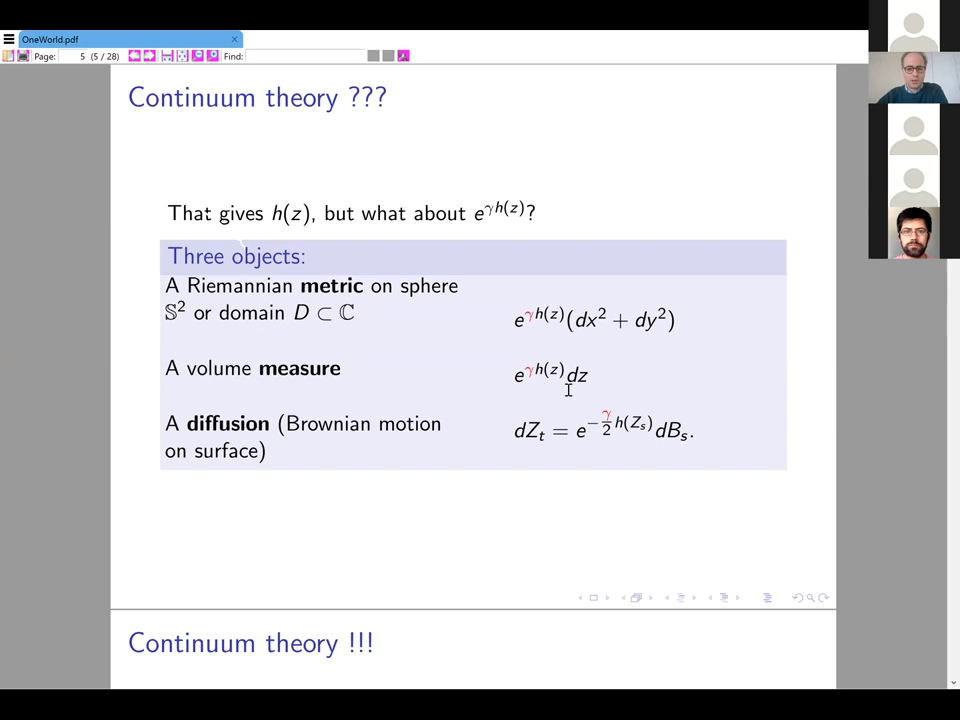 OneWorld.pdf
Page: 5 (5 / 28) Find:
Continuum theory ???
That gives h(z), but what about e^{γh(z)}?
Three objects:
A Riemannian metric on sphere
𝕊² or domain D ⊂ ℂ
e^{γh(z)}(dx² + dy²)
A volume measure
e^{γh(z)}dz
A diffusion (Brownian motion
on surface)
dZ_t = e^{−\frac{γ}{2}h(Z_s)}dB_s.
Continuum theory !!!